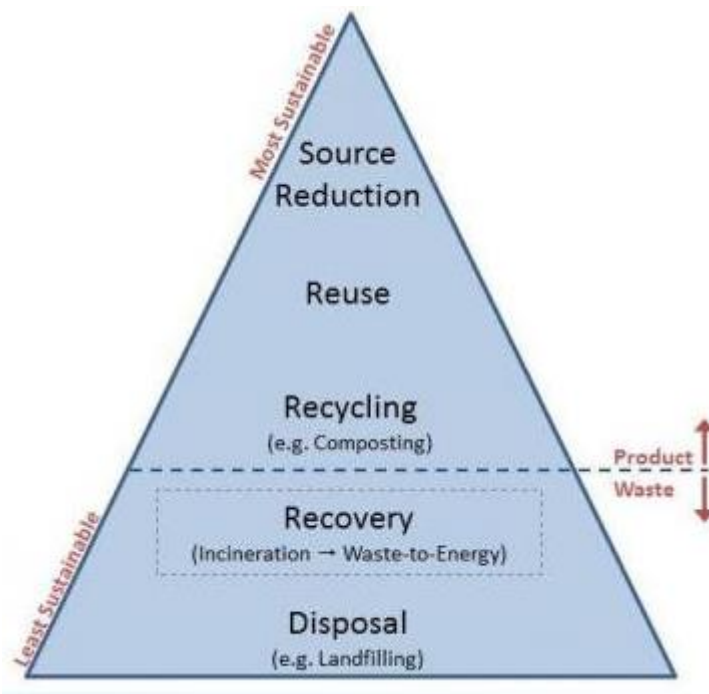 Most Sustainable
Source
Reduction
Reuse
Recycling
(e.g. Composting)
Product
Waste
Recovery
(Incineration → Waste-to-Energy)
Least Sustainable
Disposal
(e.g. Landfilling)